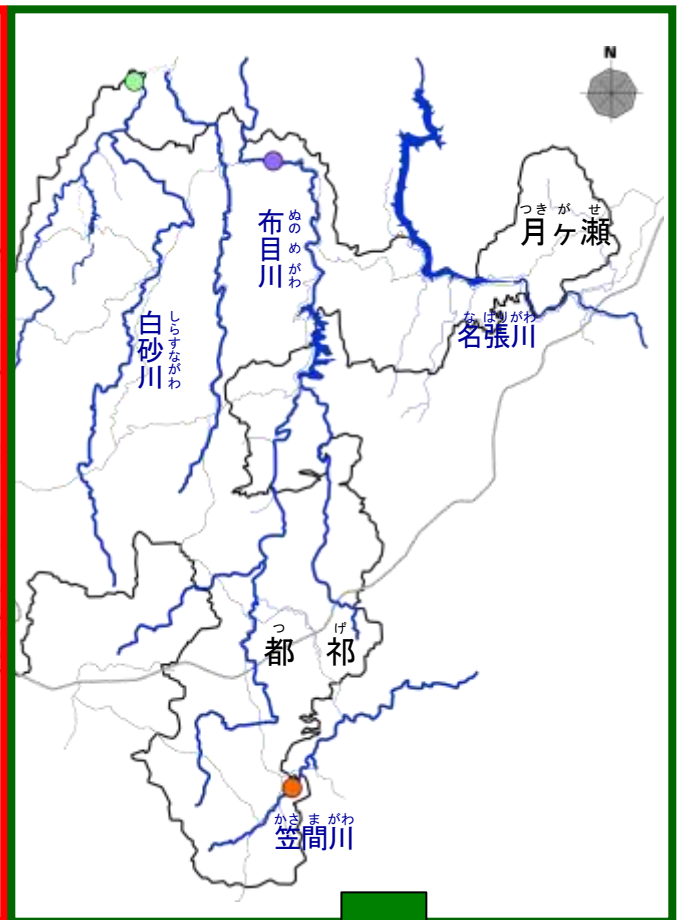 N
つきがせ
月ヶ瀬
ぬのめがわ
布目川
しらすながわ
白砂川
なばりがわ
名張川
つげ
都祁
かさまがわ
笠間川